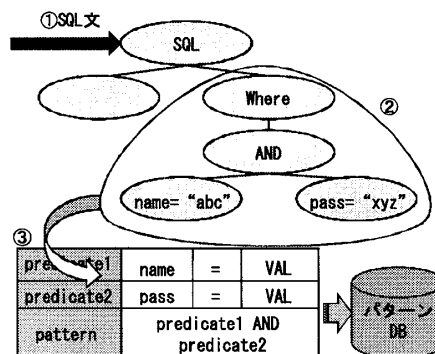 ①SQL文
SQL
Where
②
AND
name= “abc”
pass= “xyz”
③
predicate1 name = VAL
predicate2 pass = VAL
pattern predicate1 AND predicate2
パターン
DB